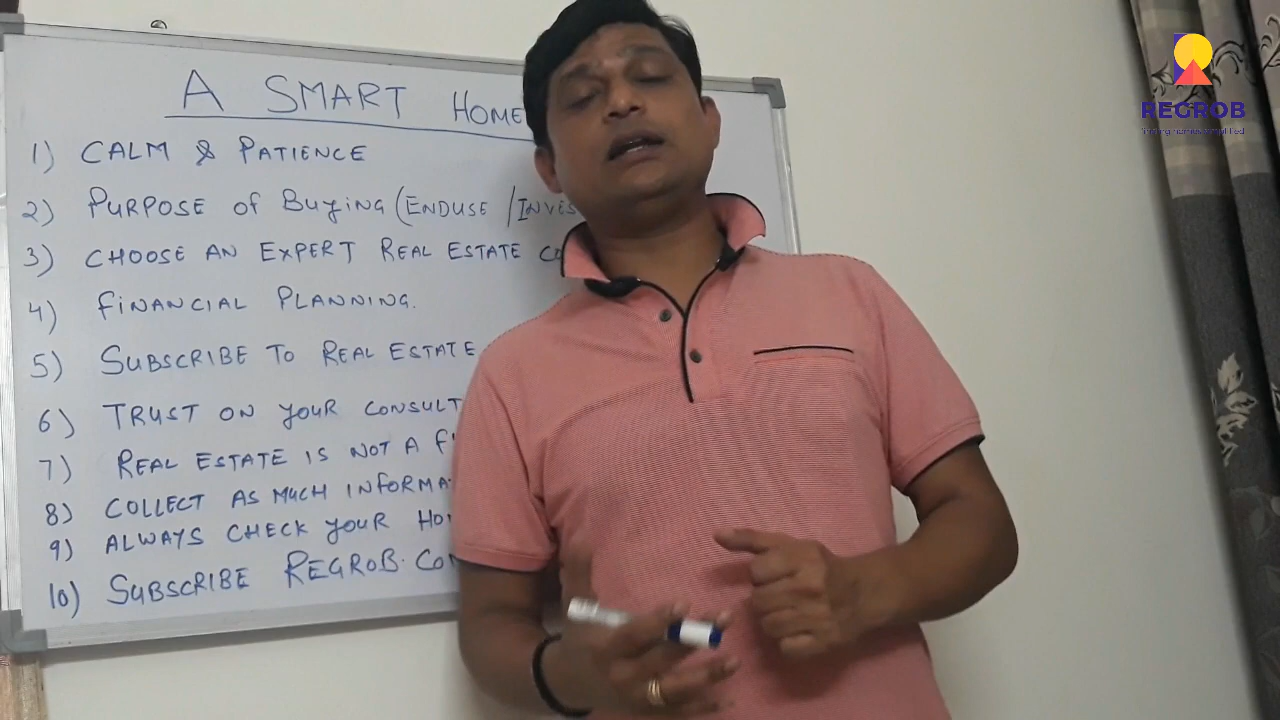 A SMART HOME
1) CALM & PATIENCE
2) PURPOSE of BUYING (ENDUSE / INVES
3) CHOOSE AN EXPERT REAL ESTATE CO
4) FINANCIAL PLANNING.
5) SUBSCRIBE TO REAL ESTATE
6) TRUST ON YOUR CONSULT
7) REAL ESTATE IS NOT A F
8) COLLECT AS MUCH INFORMA
9) ALWAYS CHECK YOUR HO
10) SUBSCRIBE REGROB.COM
REGROB